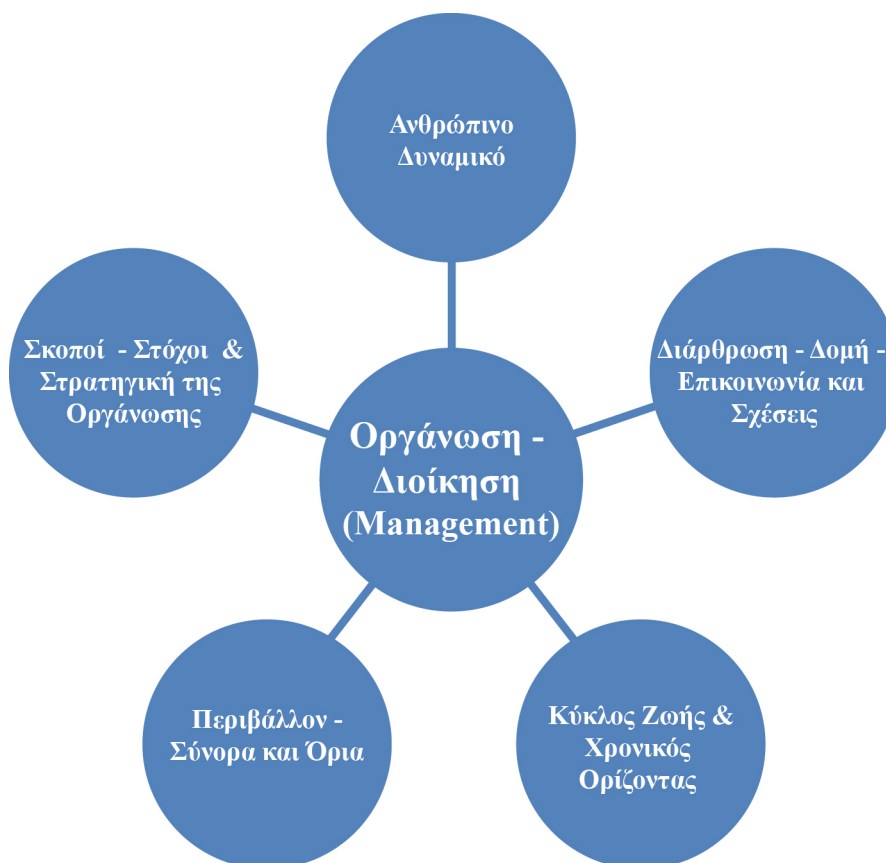 Ανθρώπινο
Δυναμικό
Σκοποί - Στόχοι &
Στρατηγική της
Οργάνωσης
Διάρθρωση - Δομή -
Επικοινωνία και
Σχέσεις
Οργάνωση -
Διοίκηση
(Management)
Περιβάλλον -
Σύνορα και Όρια
Κύκλος Ζωής &
Χρονικός
Ορίζοντας